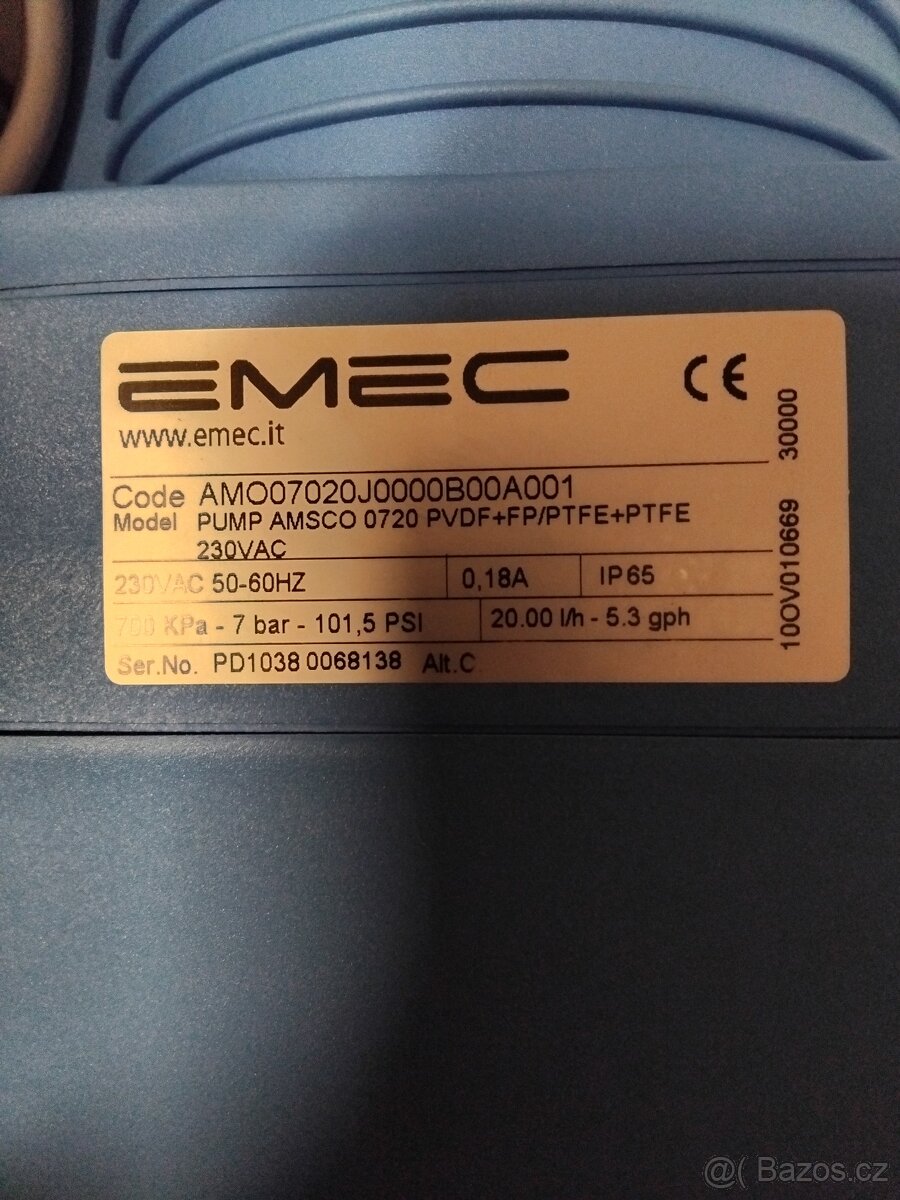 EMEC
CE
www.emec.it
Code AMO07020J0000B00A001
Model PUMP AMSCO 0720 PVDF+FP/PTFE+PTFE
230VAC
230VAC 50-60HZ 0,18A IP65
700 KPa - 7 bar - 101,5 PSI 20.00 l/h - 5.3 gph
Ser.No. PD1038 0068138 Alt.C
10OV010669 30000
@( Bazos.cz